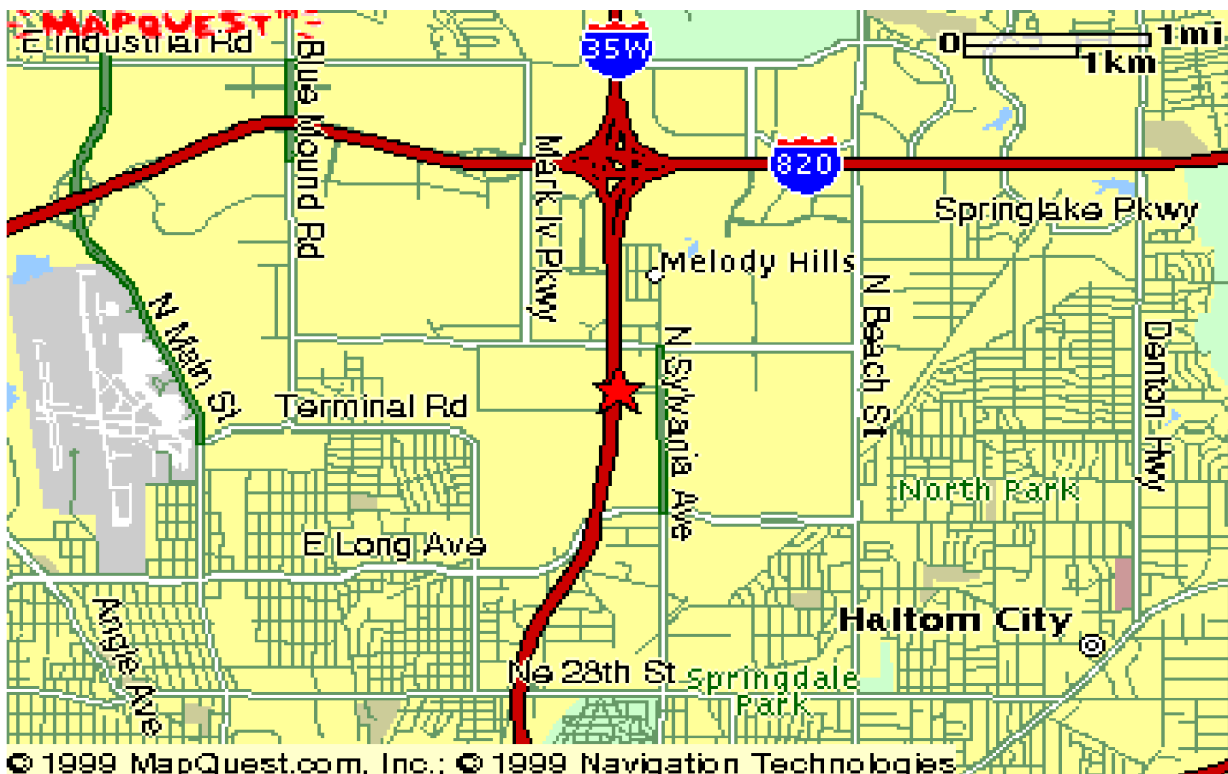 MAPQUEST™
E Industrial Rd
Blue Mound Rd
35W
0 1mi
1km
Mark Iv Pkwy
820
Springlake Pkwy
Melody Hills
N Main St
N Sylvania Ave
N Beach St
Denton Hwy
Terminal Rd
North Park
E Long Ave
Angle Ave
Haltom City
Ne 28th St
Springdale
Park
© 1999 MapQuest.com, Inc.; © 1999 Navigation Technologies